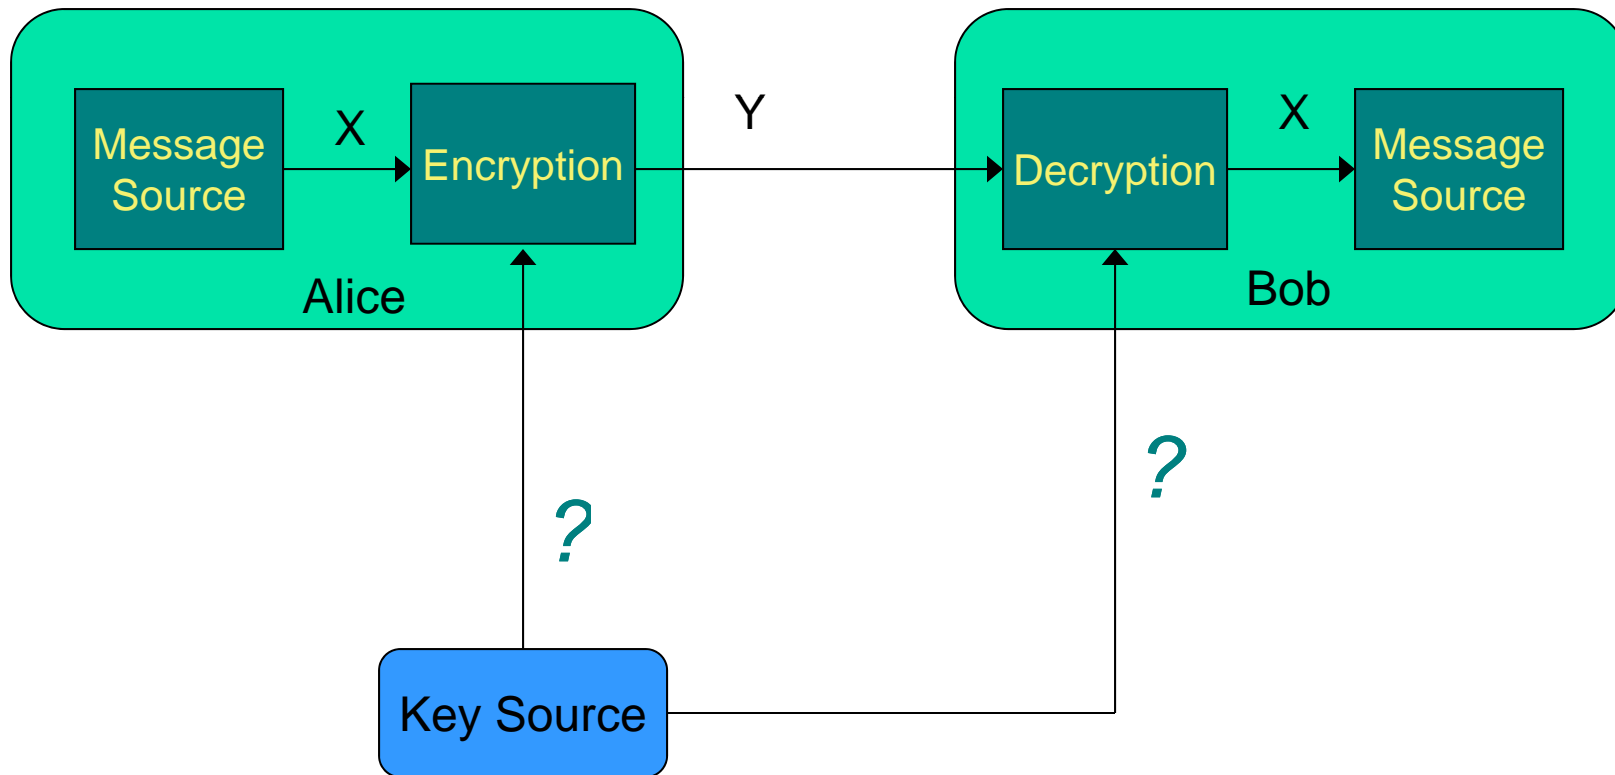 Message
Source
X
Encryption
Alice
Y
Decryption
X
Message
Source
Bob
?
?
Key Source